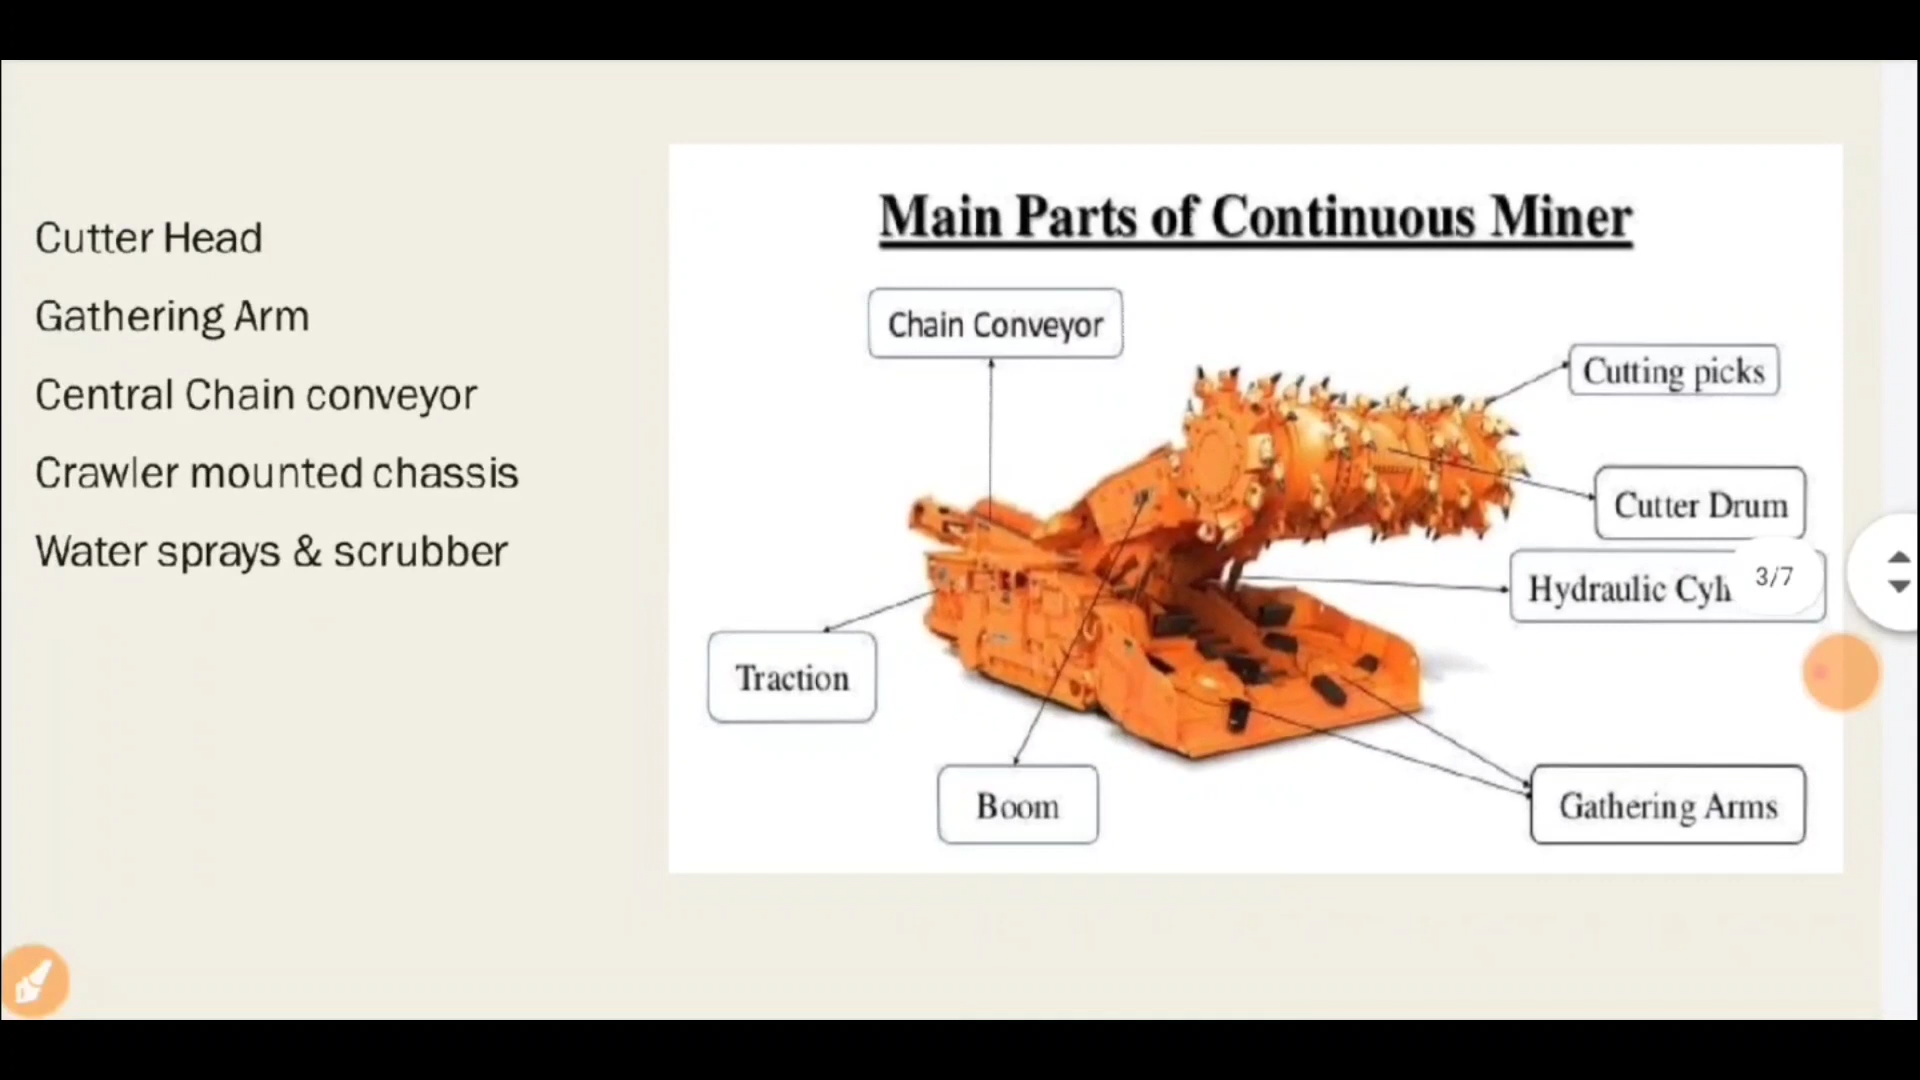 Cutter Head
Gathering Arm
Central Chain conveyor
Crawler mounted chassis
Water sprays & scrubber
Main Parts of Continuous Miner
Chain Conveyor
Cutting picks
Cutter Drum
Hydraulic
3/7
Traction
Boom
Gathering Arms